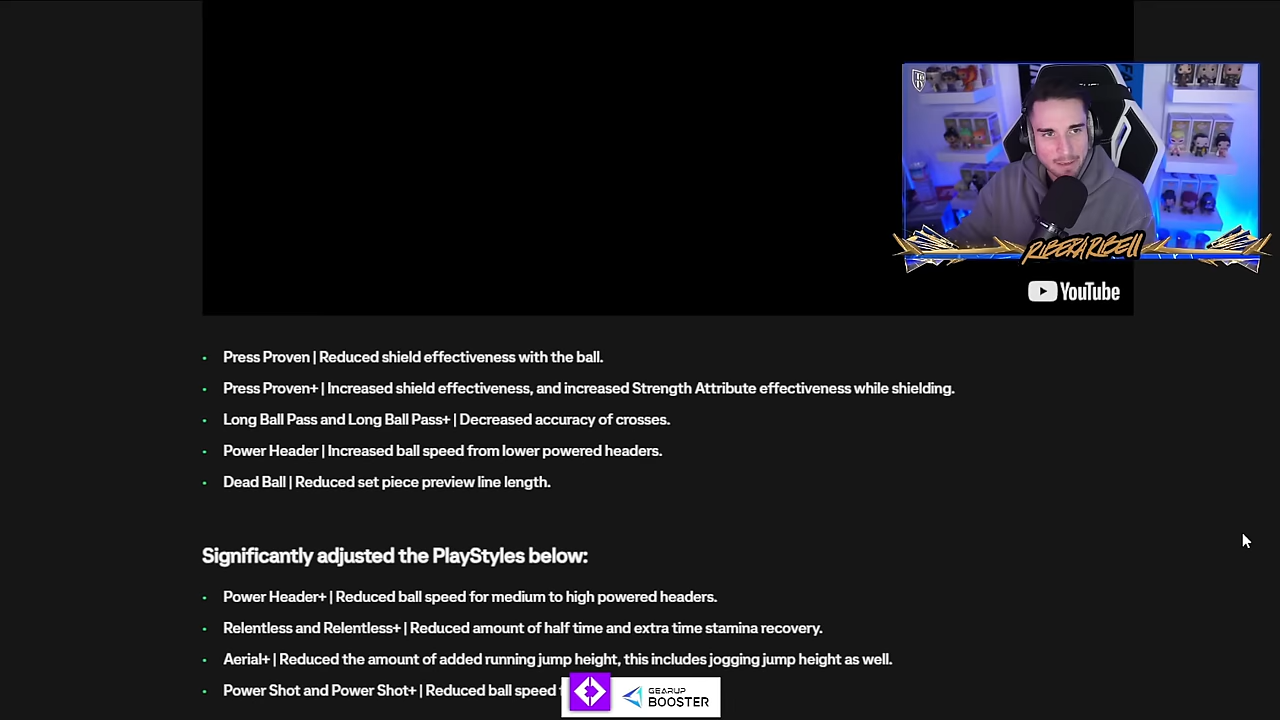 RIBERARIBELL
YouTube
• Press Proven | Reduced shield effectiveness with the ball.
• Press Proven+ | Increased shield effectiveness, and increased Strength Attribute effectiveness while shielding.
• Long Ball Pass and Long Ball Pass+ | Decreased accuracy of crosses.
• Power Header | Increased ball speed from lower powered headers.
• Dead Ball | Reduced set piece preview line length.
Significantly adjusted the PlayStyles below:
• Power Header+ | Reduced ball speed for medium to high powered headers.
• Relentless and Relentless+ | Reduced amount of half time and extra time stamina recovery.
• Aerial+ | Reduced the amount of added running jump height, this includes jogging jump height as well.
• Power Shot and Power Shot+ | Reduced ball speed
GEARUP
BOOSTER